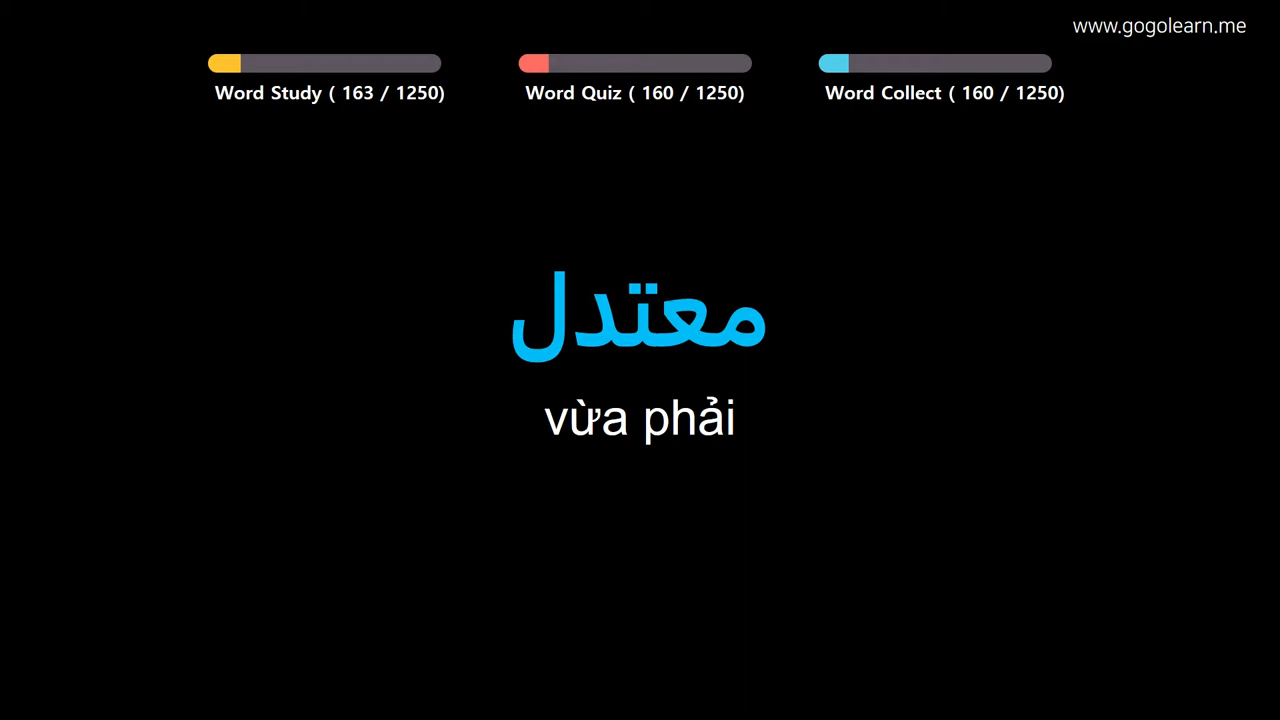 www.gogolearn.me
Word Study ( 163 / 1250)
Word Quiz ( 160 / 1250)
Word Collect ( 160 / 1250)
معتدل
vừa phải